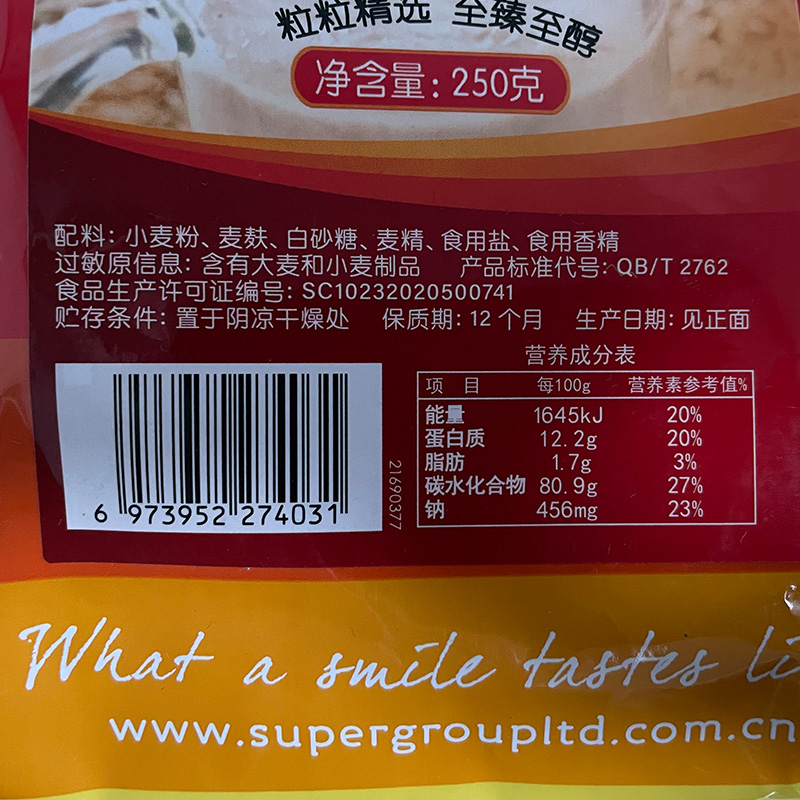 粒粒精选 至臻至醇
净含量: 250克
配料: 小麦粉、麦麸、白砂糖、麦精、食用盐、食用香精
过敏原信息: 含有大麦和小麦制品 产品标准代号: QB/T 2762
食品生产许可证编号: SC10232020500741
贮存条件: 置于阴凉干燥处 保质期: 12个月 生产日期: 见正面
营养成分表
项 目 每100g 营养素参考值%
能量 1645kJ 20%
蛋白质 12.2g 20%
脂肪 1.7g 3%
碳水化合物 80.9g 27%
钠 456mg 23%
6 973952 274031
21690377
What a smile tastes li
www.supergroupltd.com.cn